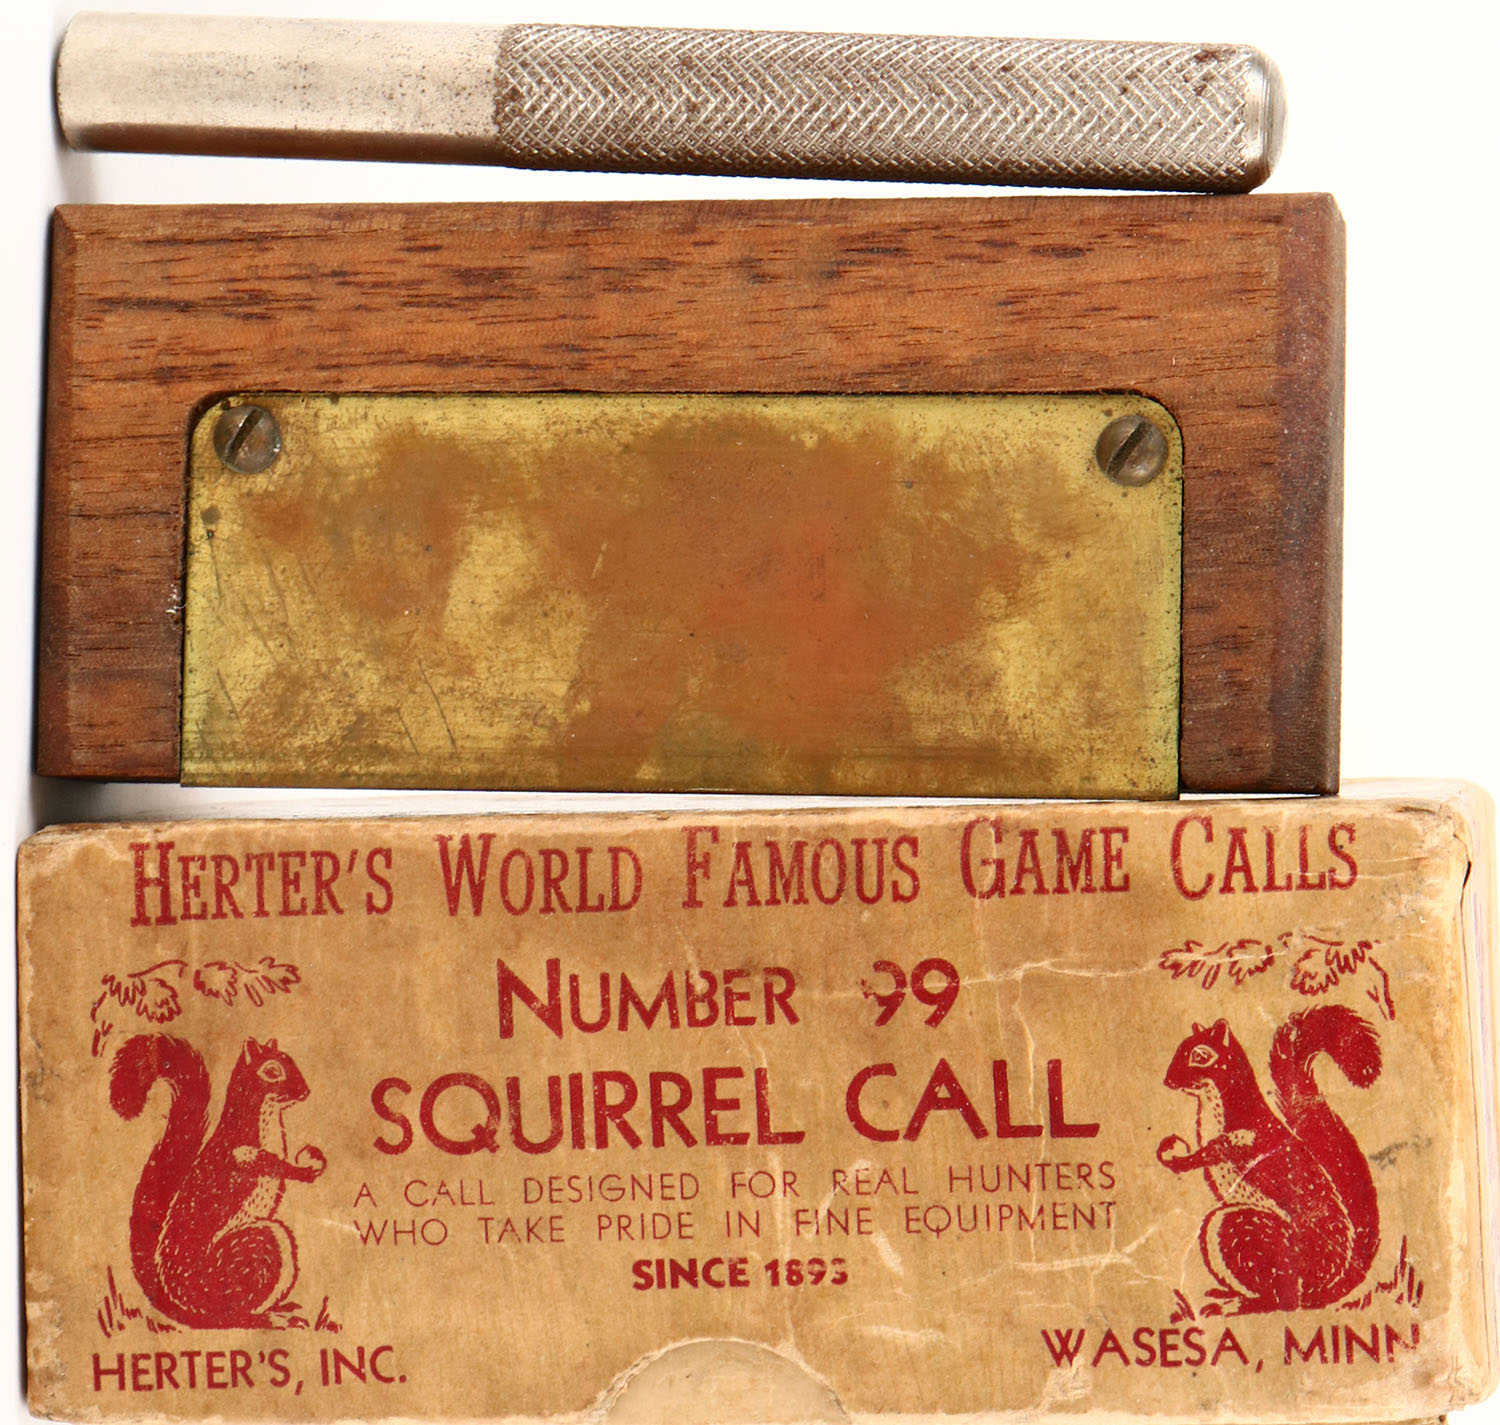 HERTER'S WORLD FAMOUS GAME CALLS
NUMBER 99
SQUIRREL CALL
A CALL DESIGNED FOR REAL HUNTERS
WHO TAKE PRIDE IN FINE EQUIPMENT
SINCE 1893
HERTER'S, INC.
WASESA, MINN